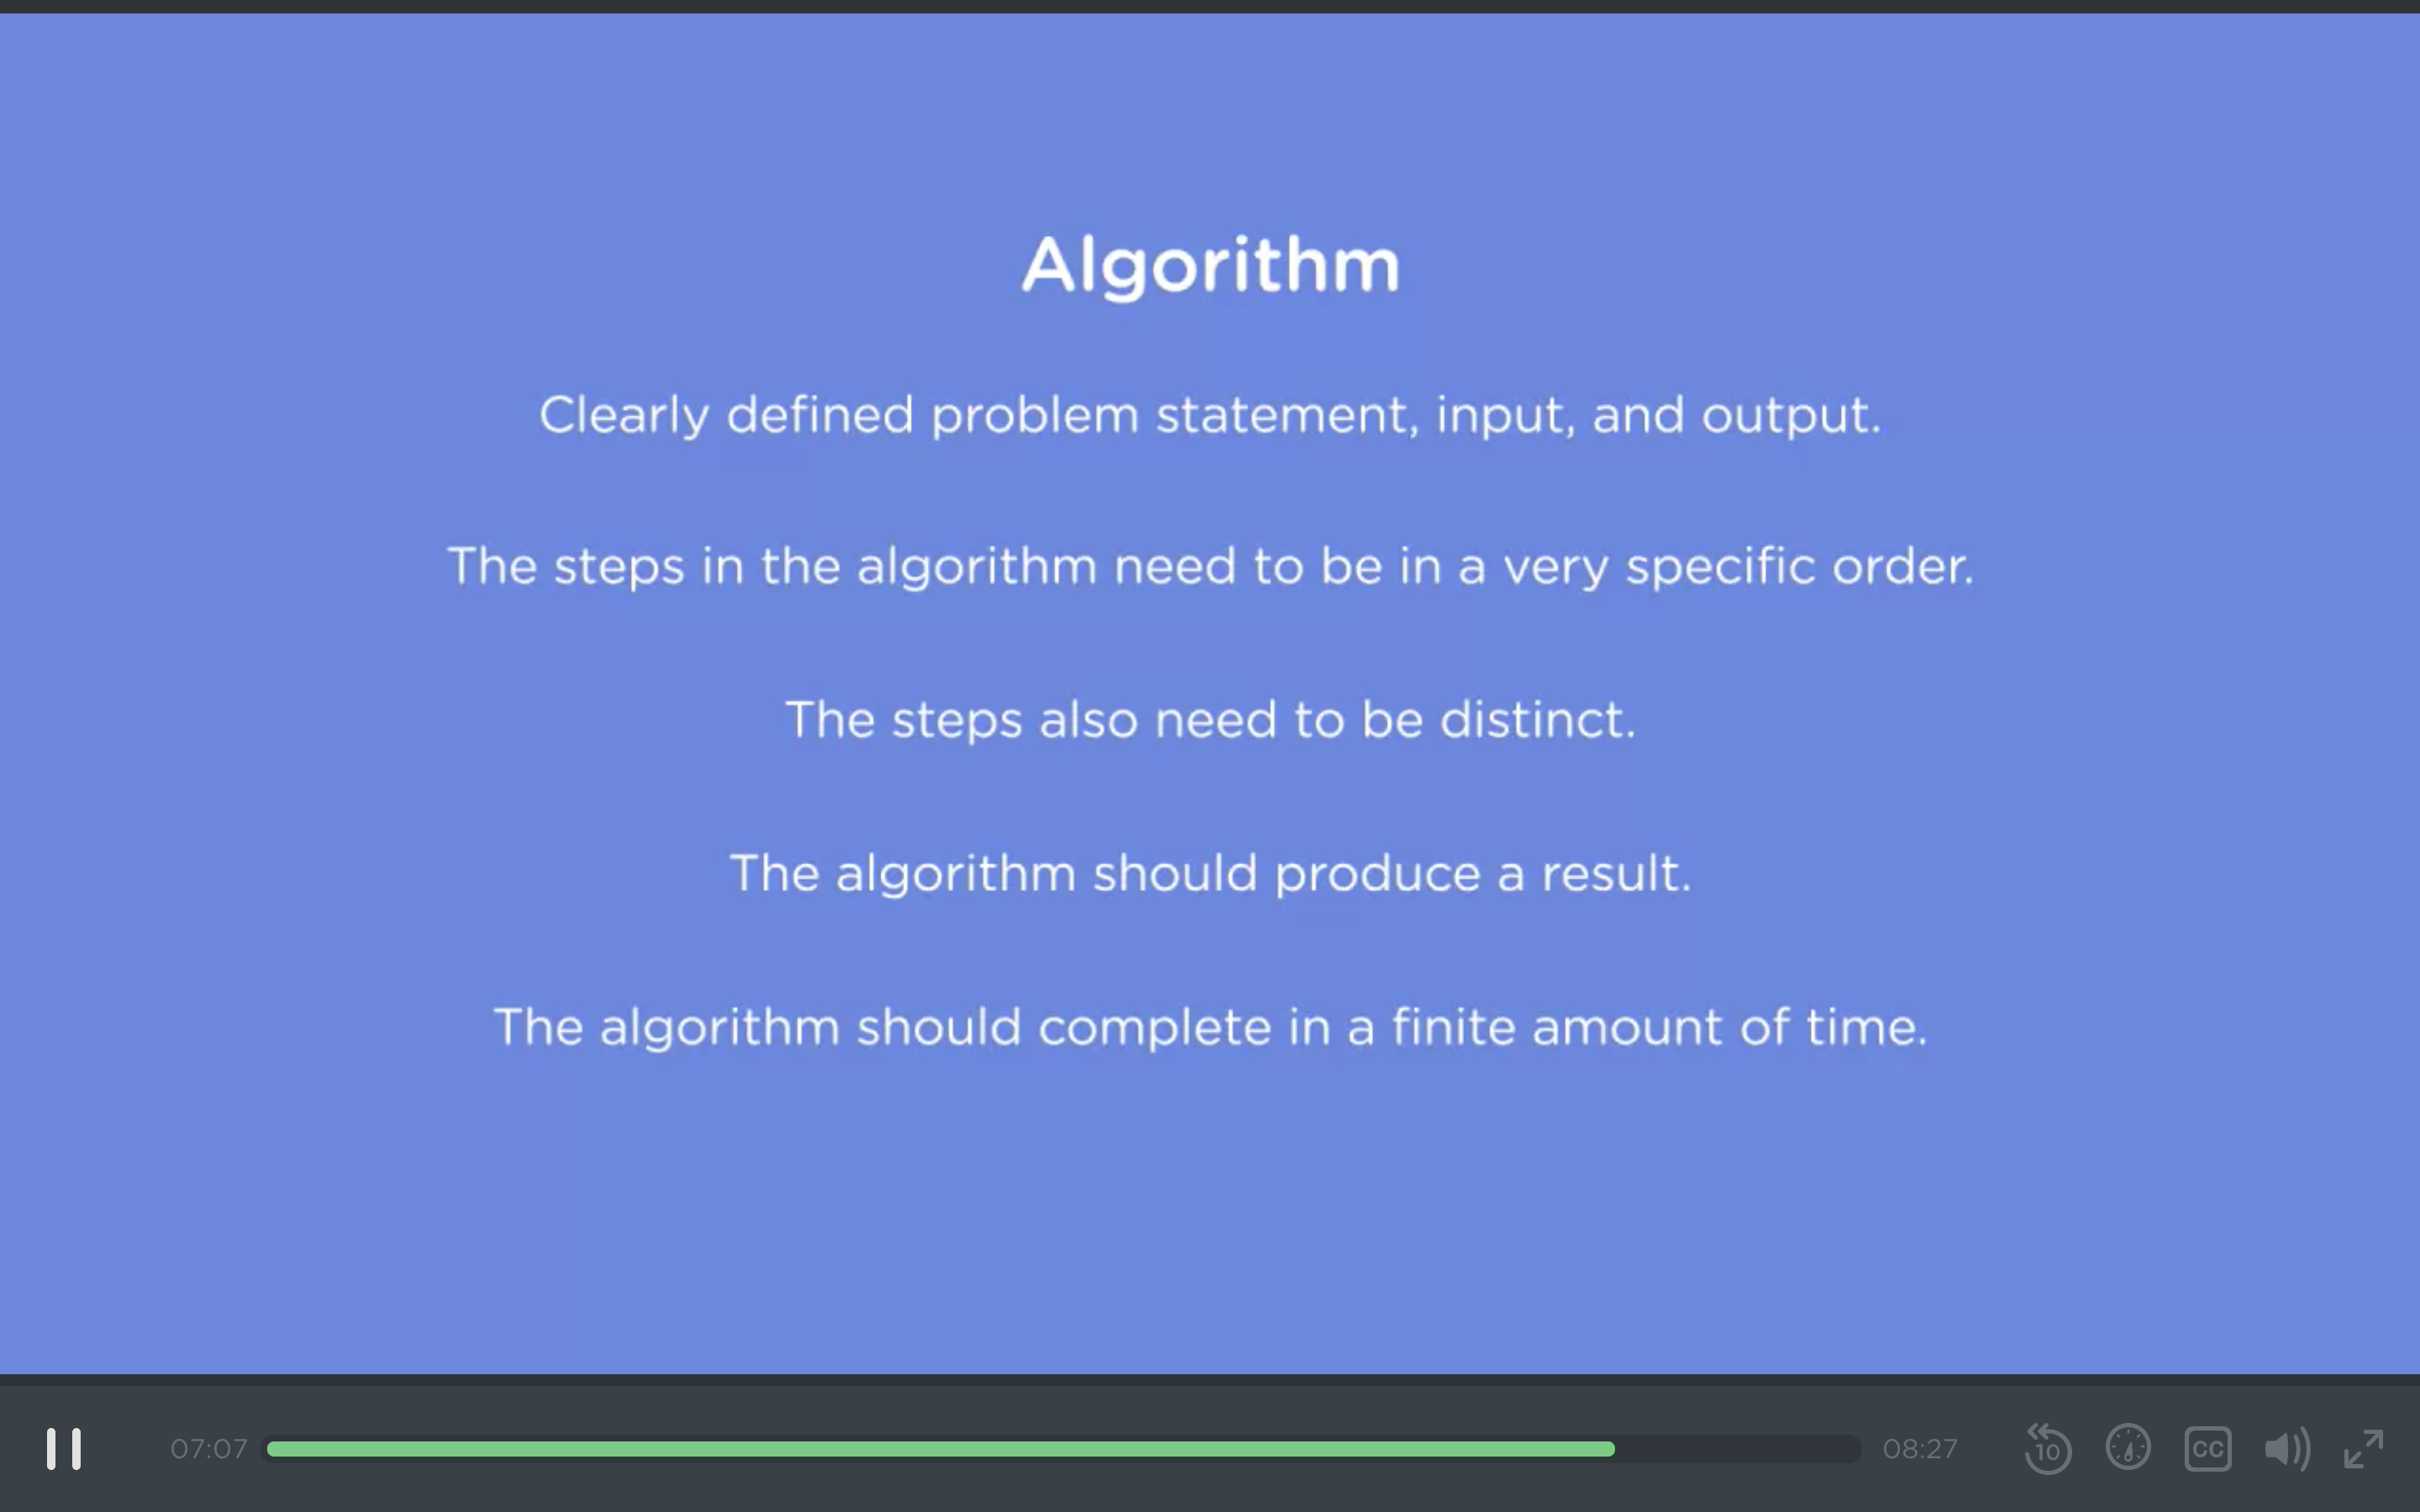 Algorithm
Clearly defined problem statement, input, and output.
The steps in the algorithm need to be in a very specific order.
The steps also need to be distinct.
The algorithm should produce a result.
The algorithm should complete in a finite amount of time.
07:07 08:27 10 CC